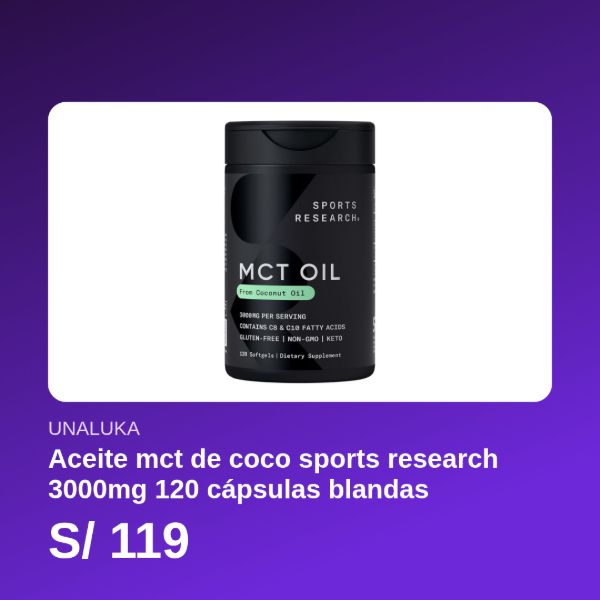 SPORTS
RESEARCH
MCT OIL
From Coconut Oil
3000MG PER SERVING
CONTAINS C8 & C10 FATTY ACIDS
GLUTEN-FREE | NON-GMO | KETO
120 Softgels | Dietary Supplement
UNALUKA
Aceite mct de coco sports research
3000mg 120 cápsulas blandas
S/ 119